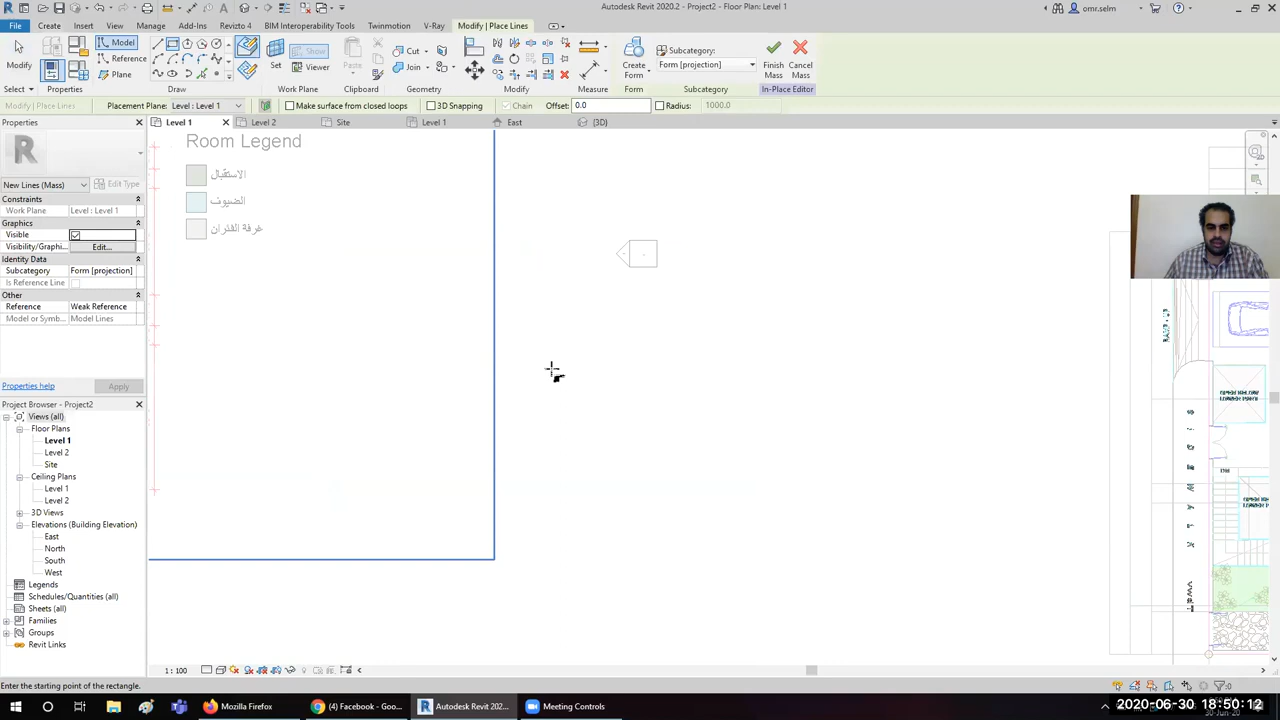 Autodesk Revit 2020.2 - Project2 - Floor Plan: Level 1
omr.selm
File Create Insert View Manage Add-Ins Revizto 4 BIM Interoperability Tools Twinmotion V-Ray Modify | Place Lines
Modify
Model
Reference
Plane
Set
Show
Viewer
Paste
Cut
Join
Create Form
Subcategory:
Form [projection]
Finish Mass
Cancel Mass
Select Properties Draw Work Plane Clipboard Geometry Modify Measure Form Subcategory In-Place Editor
Modify | Place Lines Placement Plane: Level : Level 1 Make surface from closed loops 3D Snapping Chain Offset: 0.0 Radius: 1000.0
Properties
Level 1 Level 2 Site Level 1 East {3D}
New Lines (Mass) Edit Type
Constraints
Work Plane Level : Level 1
Graphics
Visible
Visibility/Graphi... Edit...
Identity Data
Subcategory Form [projection]
Is Reference Line
Other
Reference Weak Reference
Model or Symb... Model Lines
Properties help Apply
Project Browser - Project2
Views (all)
Floor Plans
Level 1
Level 2
Site
Ceiling Plans
Level 1
Level 2
3D Views
Elevations (Building Elevation)
East
North
South
West
Legends
Schedules/Quantities (all)
Sheets (all)
Families
Groups
Revit Links
Room Legend
الاستقبال
الضيوف
غرفة الفئران
1 : 100
Enter the starting point of the rectangle.
:0
Mozilla Firefox
(4) Facebook - Goo...
Autodesk Revit 202...
Meeting Controls
2020-06-30 18:50:12